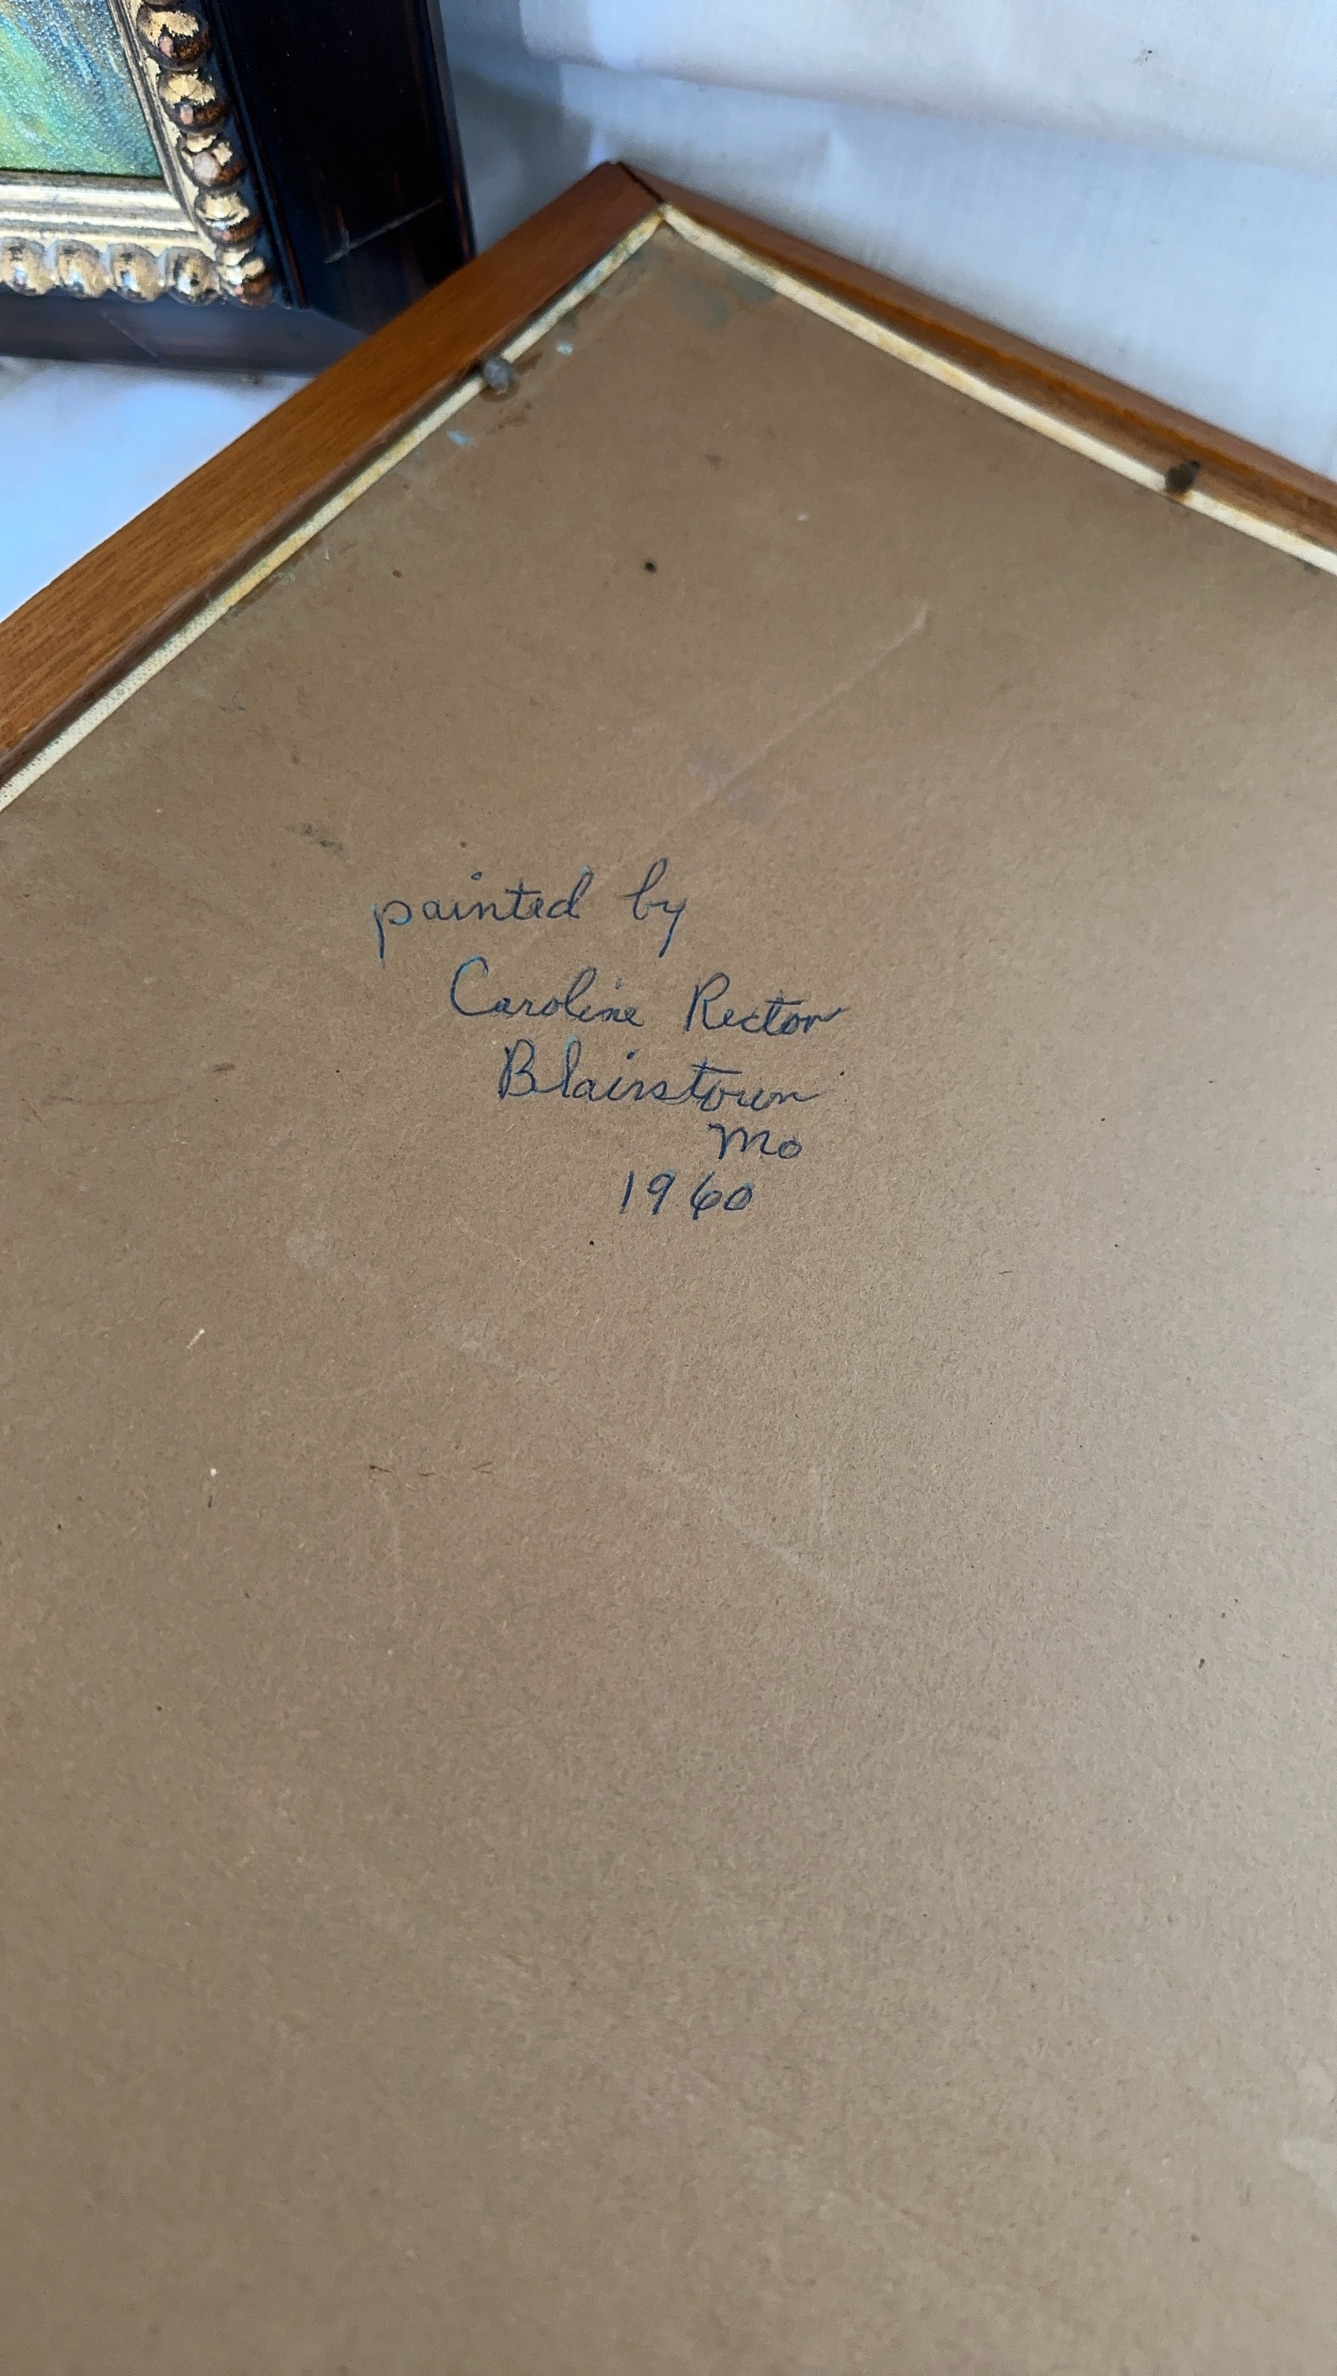 painted by
Caroline Rector
Blairstown
Mo
1960